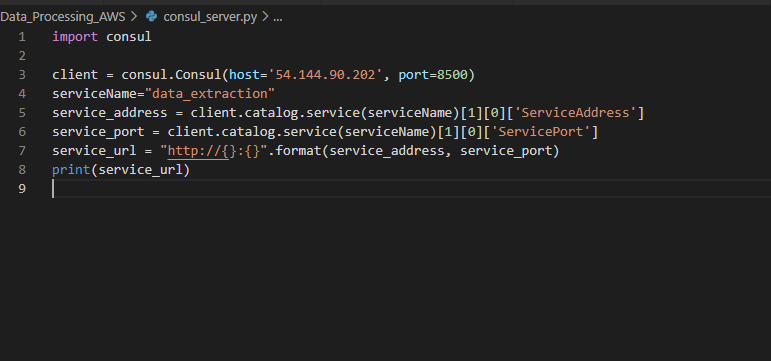 Data_Processing_AWS > consul_server.py > ...
1 import consul
2
3 client = consul.Consul(host='54.144.90.202', port=8500)
4 serviceName="data_extraction"
5 service_address = client.catalog.service(serviceName)[1][0]['ServiceAddress']
6 service_port = client.catalog.service(serviceName)[1][0]['ServicePort']
7 service_url = "http://{}:{}".format(service_address, service_port)
8 print(service_url)
9